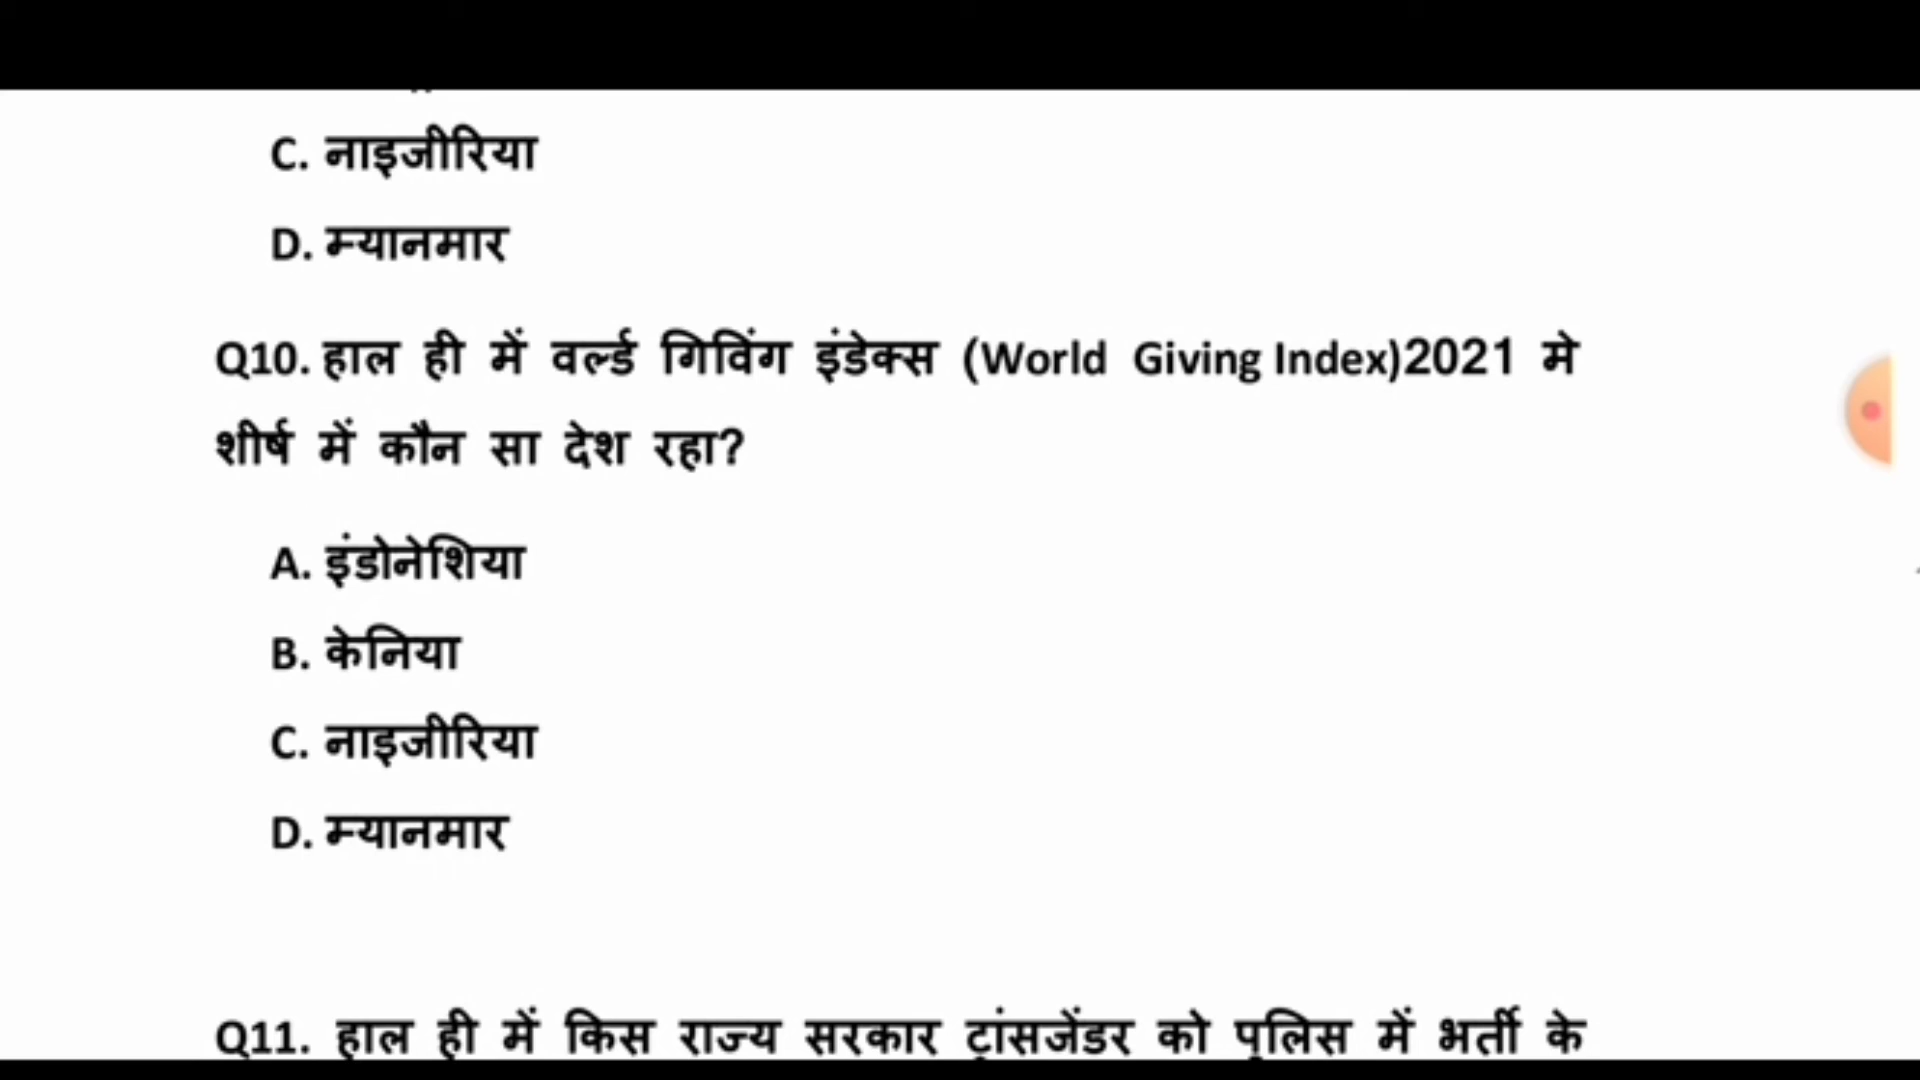 C. नाइजीरिया
D. म्यानमार
Q10. हाल ही में वर्ल्ड गिविंग इंडेक्स (World Giving Index)2021 मे
शीर्ष में कौन सा देश रहा?
A. इंडोनेशिया
B. केनिया
C. नाइजीरिया
D. म्यानमार
Q11. हाल ही में किस राज्य सरकार ट्रांसजेंडर को पुलिस में भर्ती के